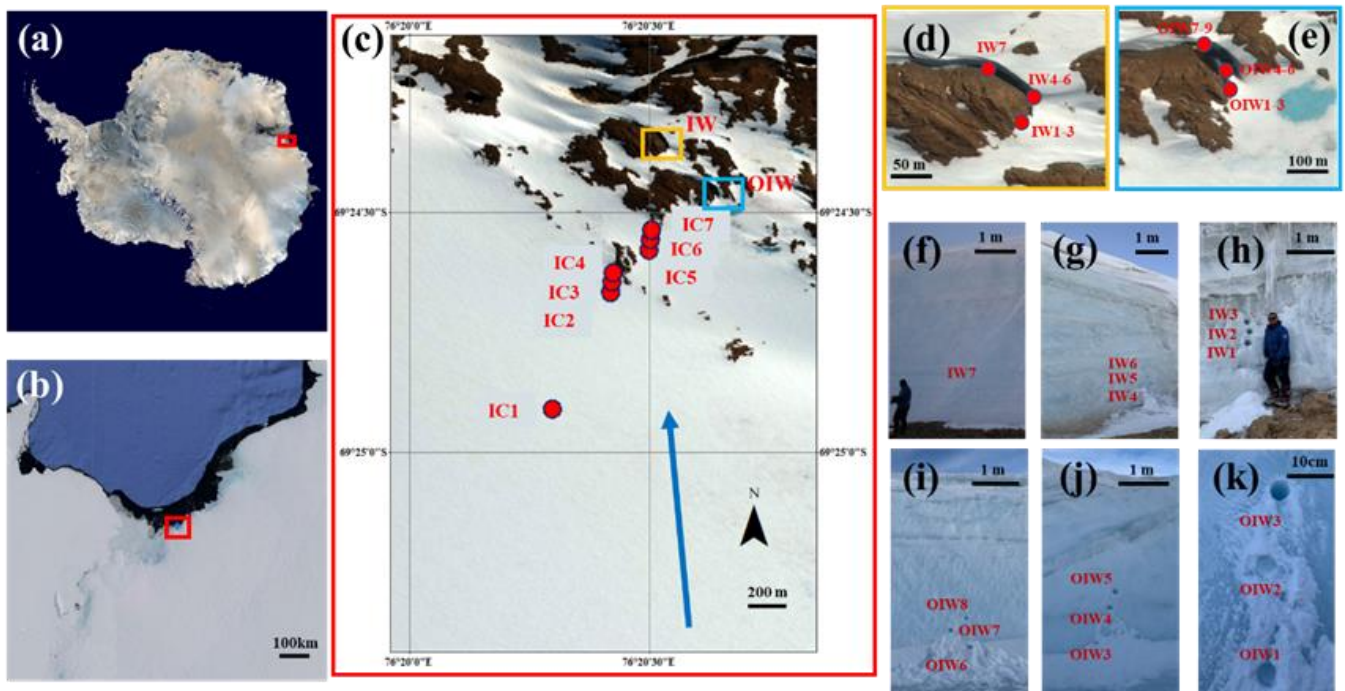 (a)
(b)
100km
(c)
76°20'0"E
76°20'30"E
IW
OIW
69°24'30"S
69°24'30"S
IC7
IC6
IC5
IC4
IC3
IC2
IC1
69°25'0"S
69°25'0"S
N
200 m
76°20'0"E
76°20'30"E
(d)
IW7
IW4-6
IW1-3
50 m
(e)
OIW7-9
OIW4-6
OIW1-3
100 m
(f)
1 m
IW7
(g)
1 m
IW6
IW5
IW4
(h)
1 m
IW3
IW2
IW1
(i)
1 m
OIW8
OIW7
OIW6
(j)
1 m
OIW5
OIW4
OIW3
(k)
10cm
OIW3
OIW2
OIW1